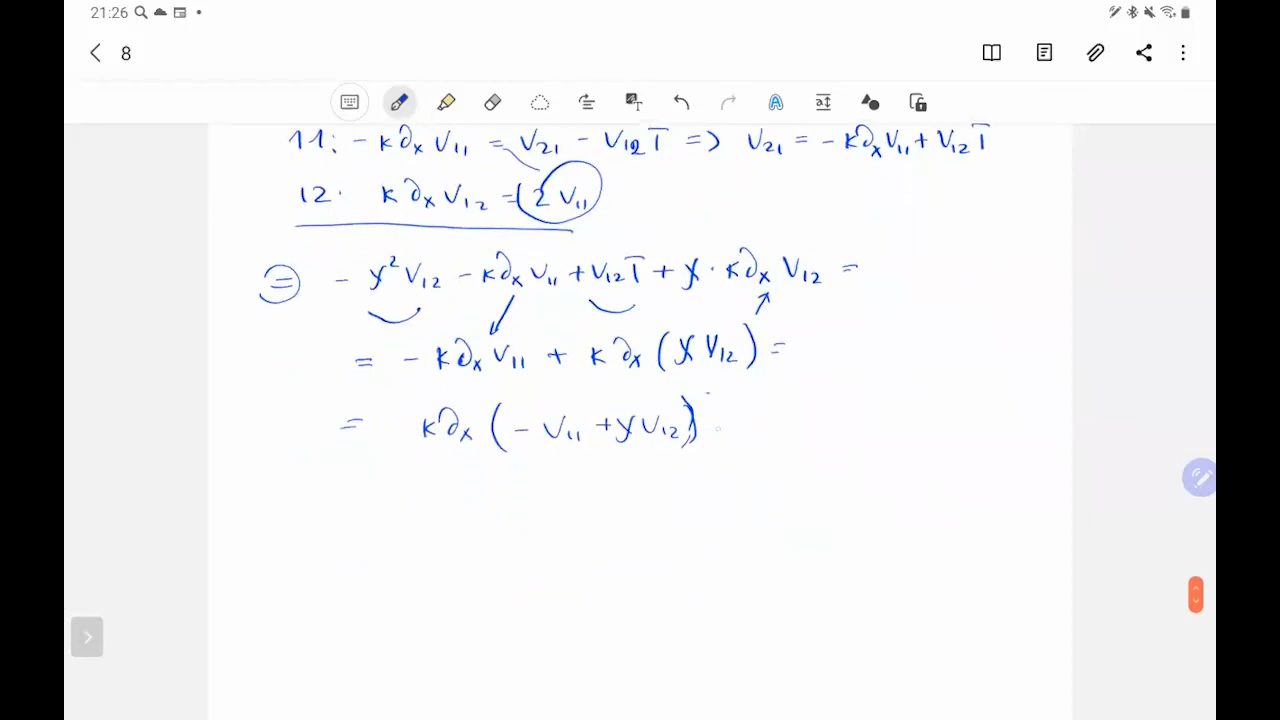 21:26
8
11: - κ∂ₓ V₁₁ = V₂₁ - V₁₂ T => V₂₁ = - κ∂ₓ V₁₁ + V₁₂ T
12. κ∂ₓ V₁₂ = (2 V₁₁
= - y² V₁₂ - κ∂ₓ V₁₁ + V₁₂ T + y · κ∂ₓ V₁₂ =
= - κ∂ₓ V₁₁ + κ∂ₓ (y V₁₂) =
= κ∂ₓ (- V₁₁ + y V₁₂)